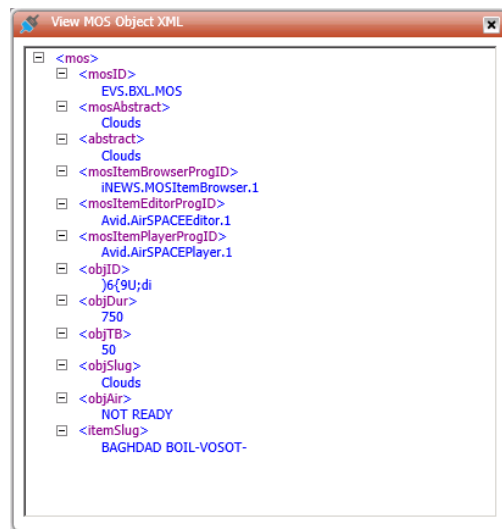 View MOS Object XML
<mos>
<mosID>
EVS.BXL.MOS
<mosAbstract>
Clouds
<abstract>
Clouds
<mosItemBrowserProgID>
iNEWS.MOSItemBrowser.1
<mosItemEditorProgID>
Avid.AirSPACEEditor.1
<mosItemPlayerProgID>
Avid.AirSPACEPlayer.1
<objID>
)6{9U;di
<objDur>
750
<objTB>
50
<objSlug>
Clouds
<objAir>
NOT READY
<itemSlug>
BAGHDAD BOIL-VOSOT-